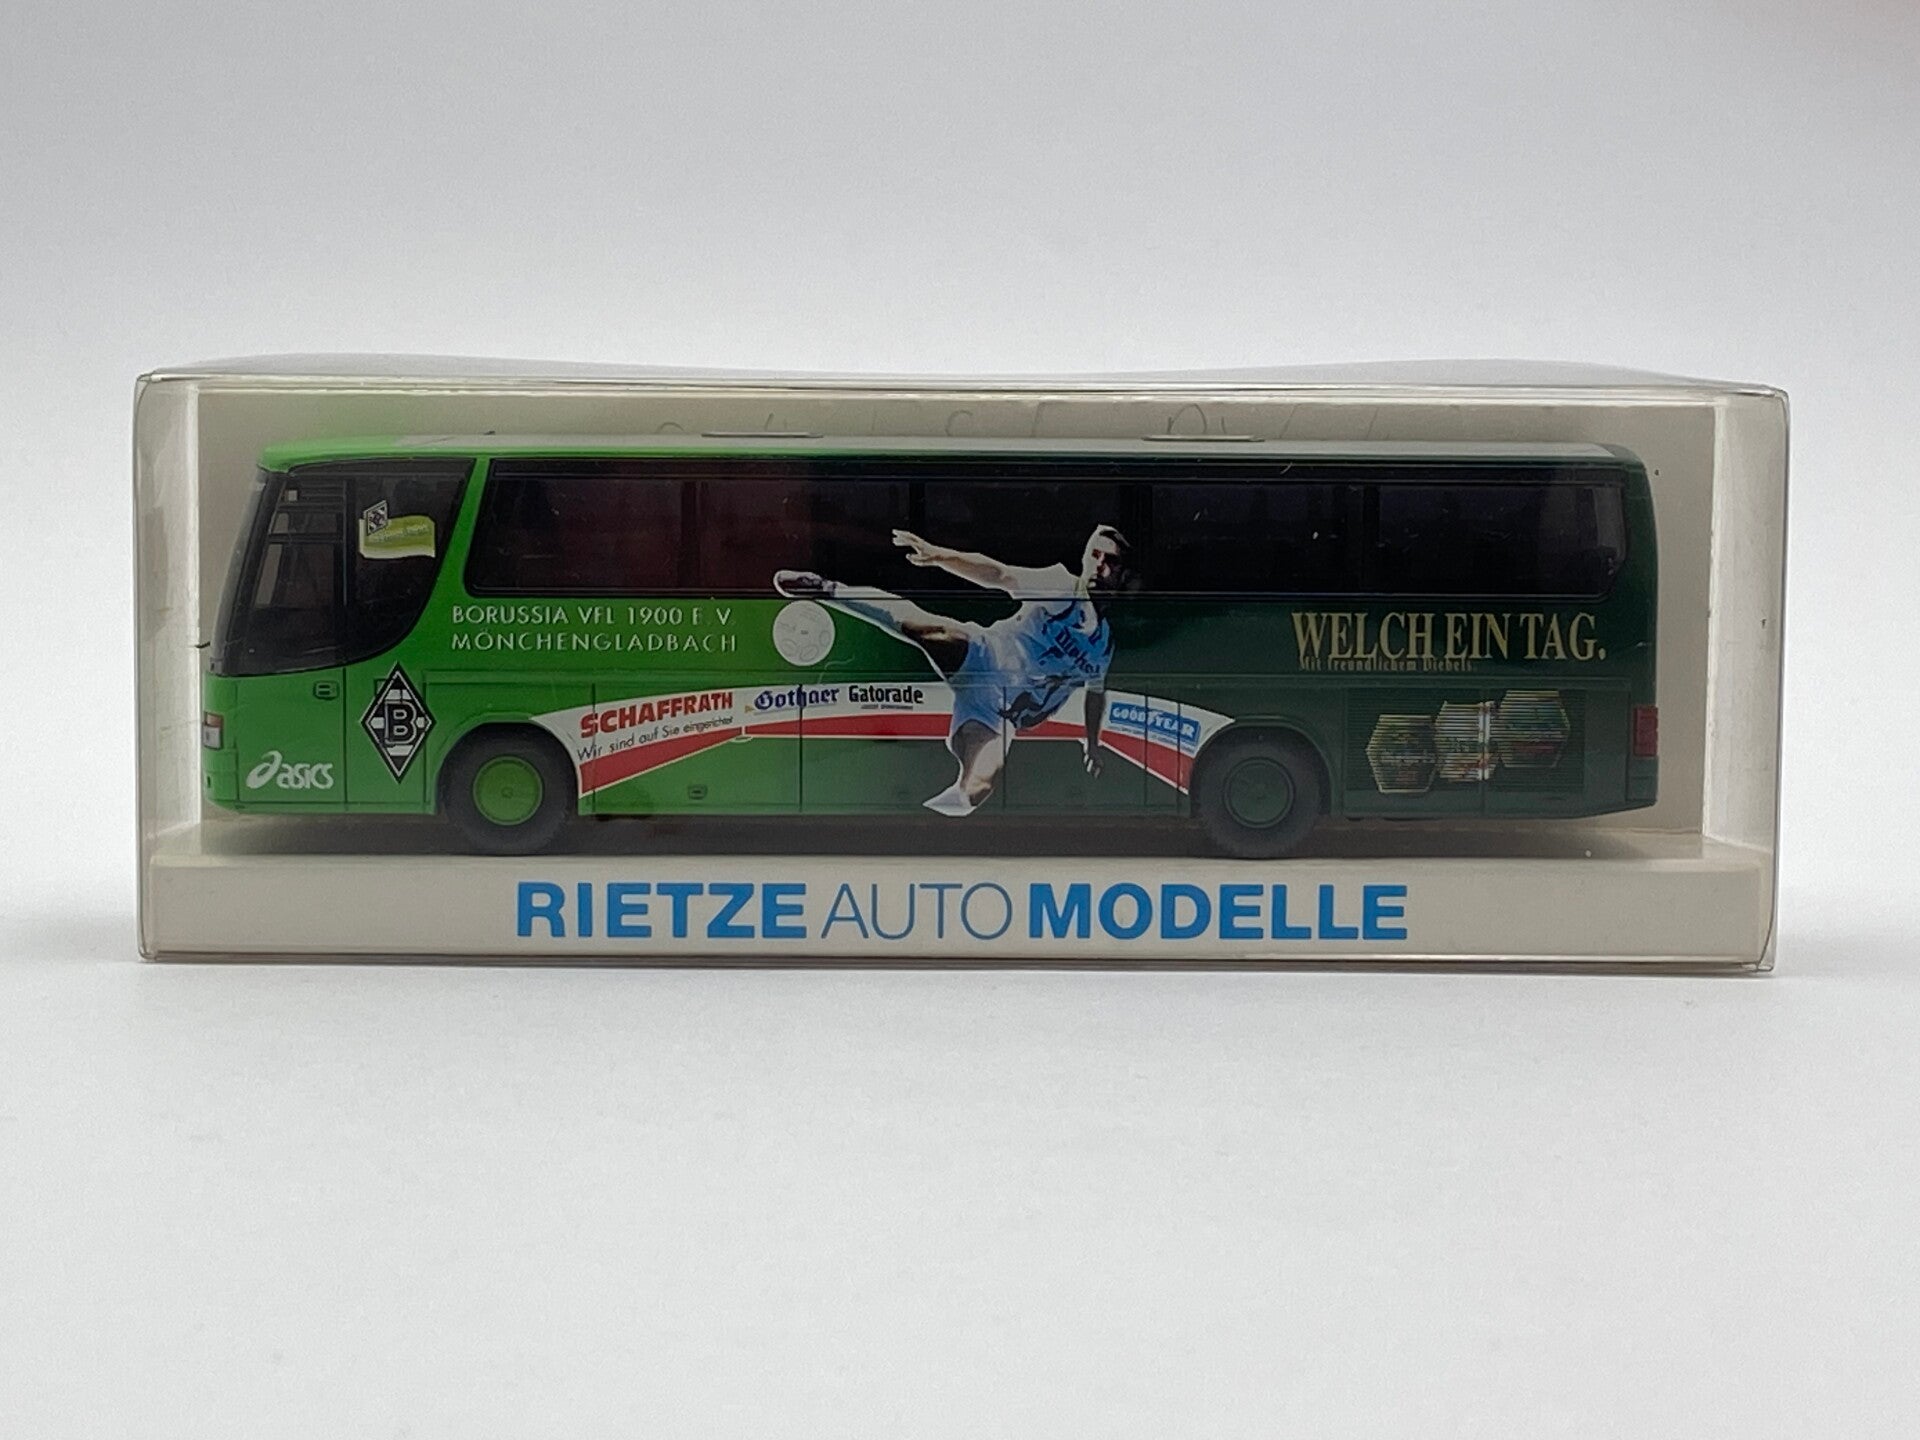 BORUSSIA VFL 1900 E.V.
MÖNCHENGLADBACH
WELCH EIN TAG.
Mit freundlichem Diebels.
SCHAFFRATH
Wir sind auf Sie eingerichtet
Gothaer
Gatorade
GOODYEAR
Diebels
B
asics
RIETZE AUTO MODELLE